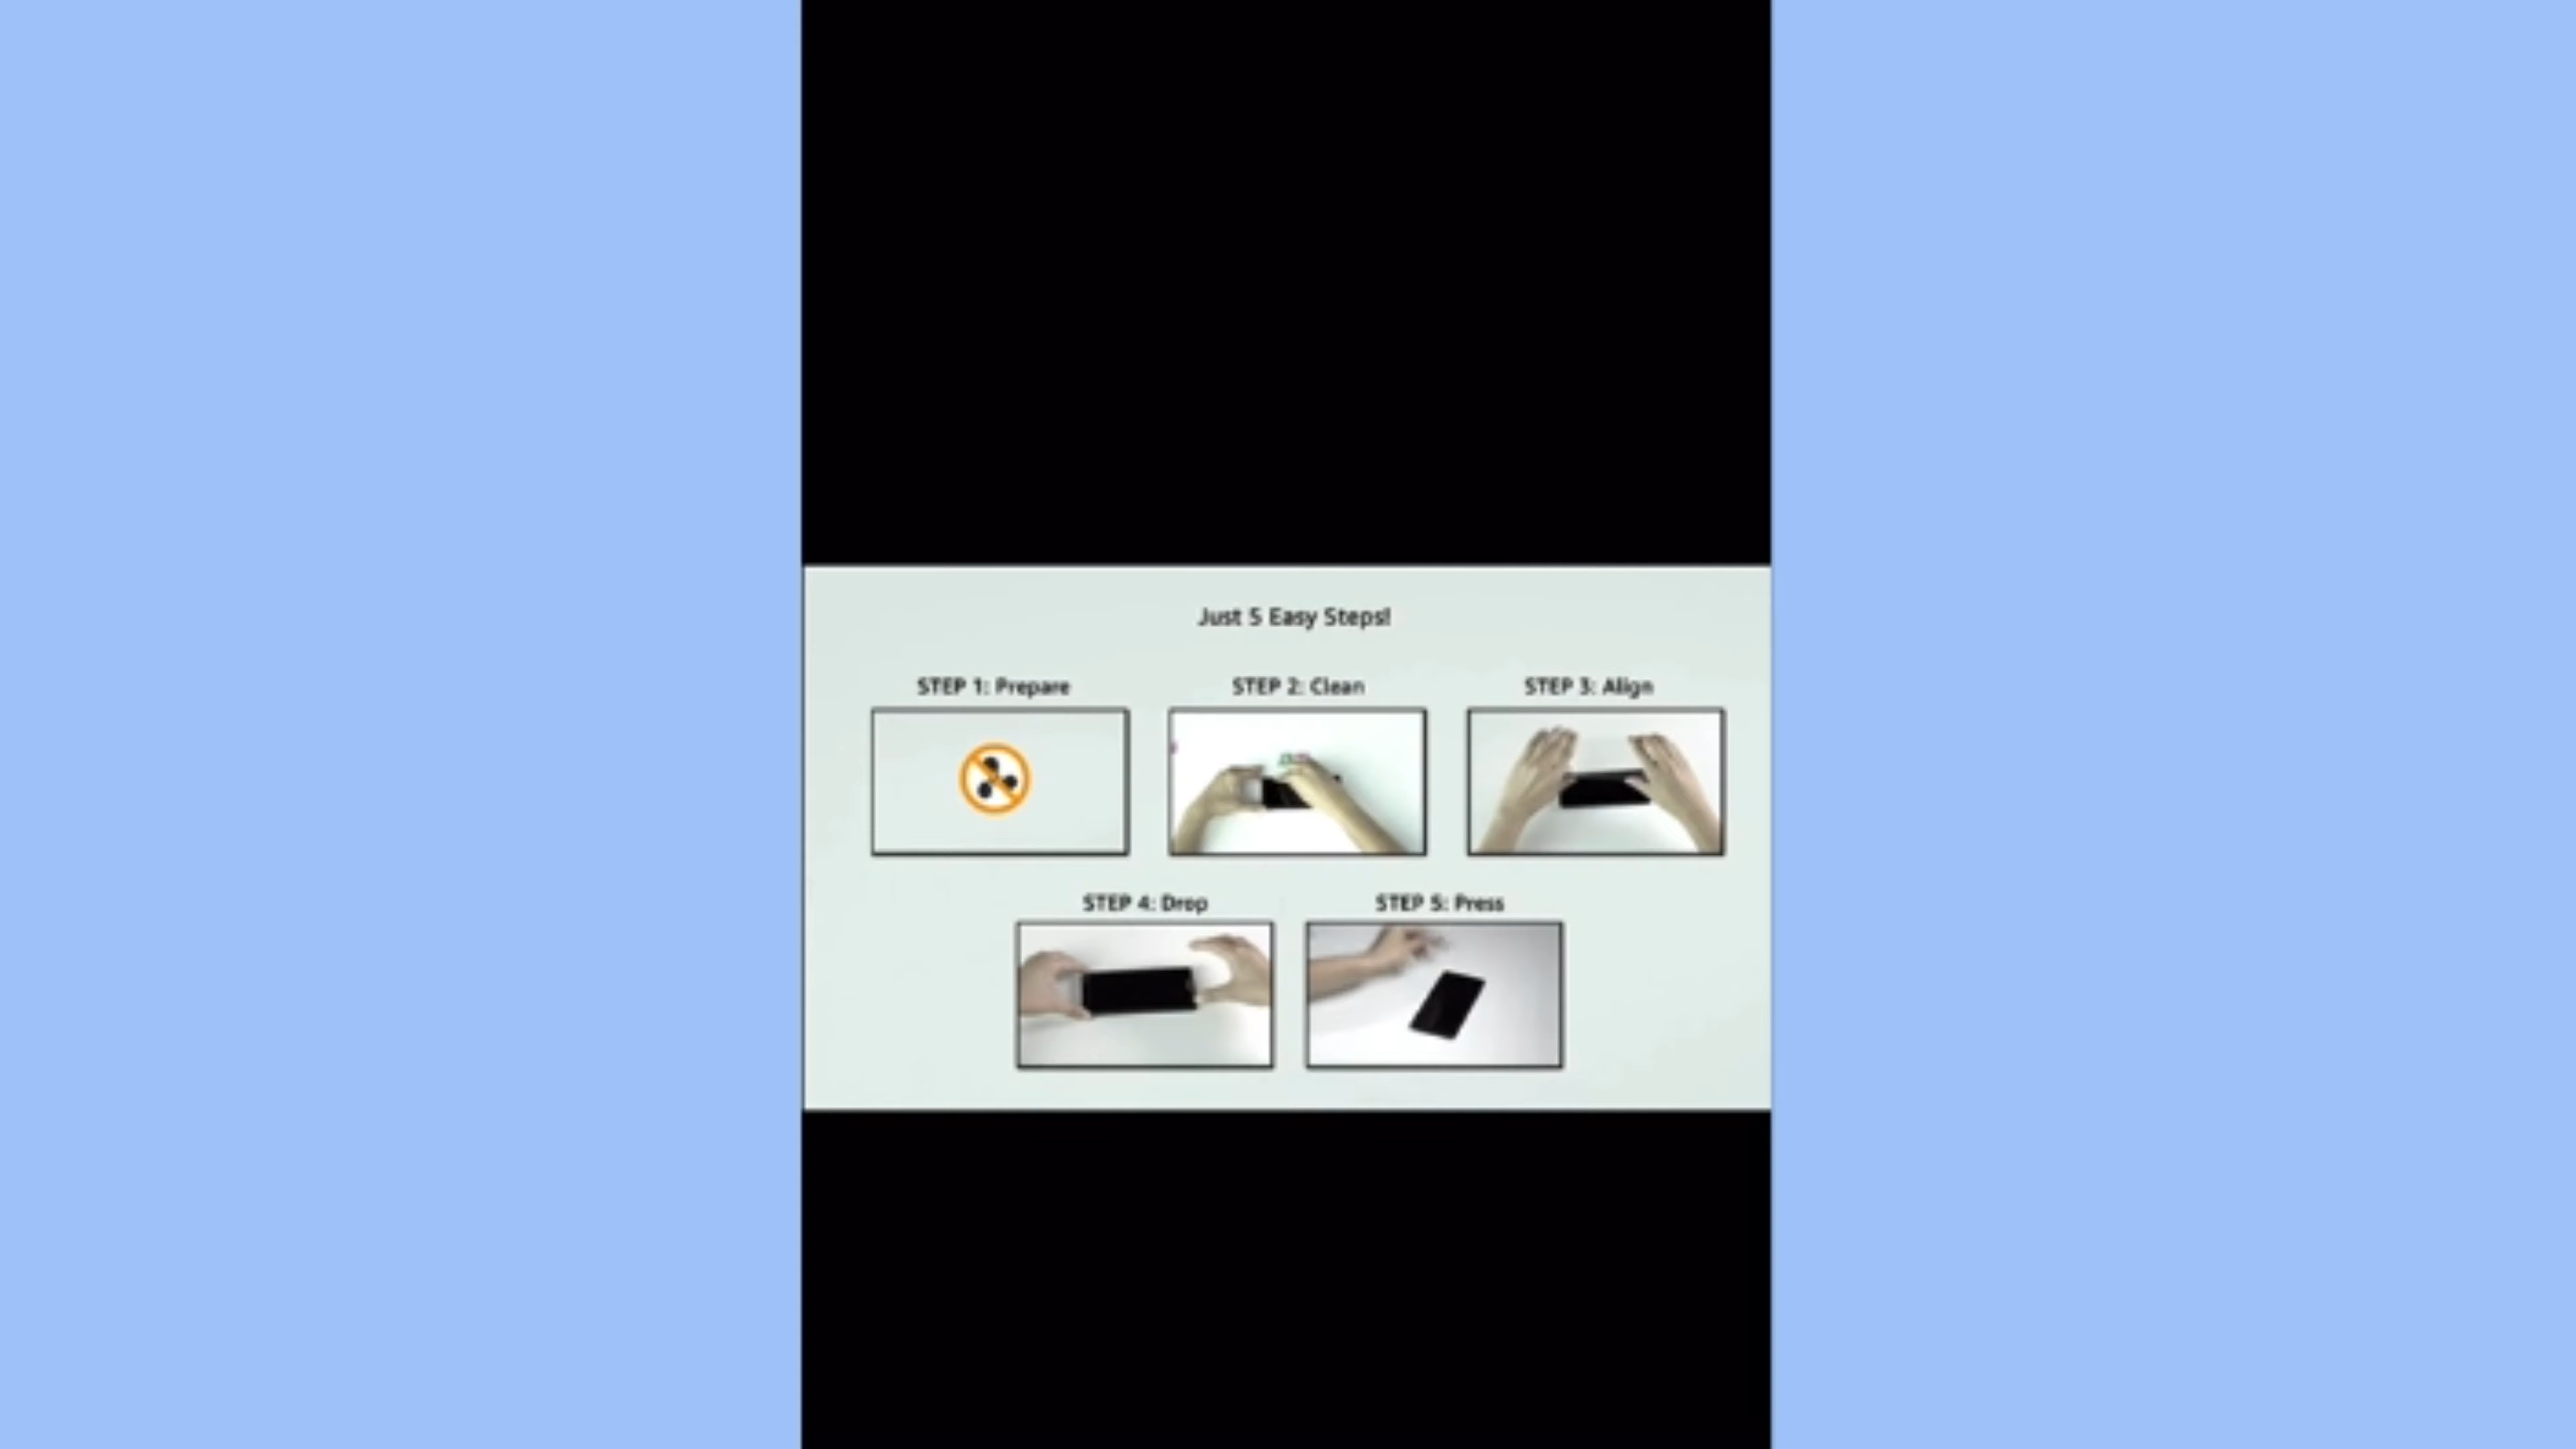 Just 5 Easy Steps!
STEP 1: Prepare
STEP 2: Clean
STEP 3: Align
STEP 4: Drop
STEP 5: Press